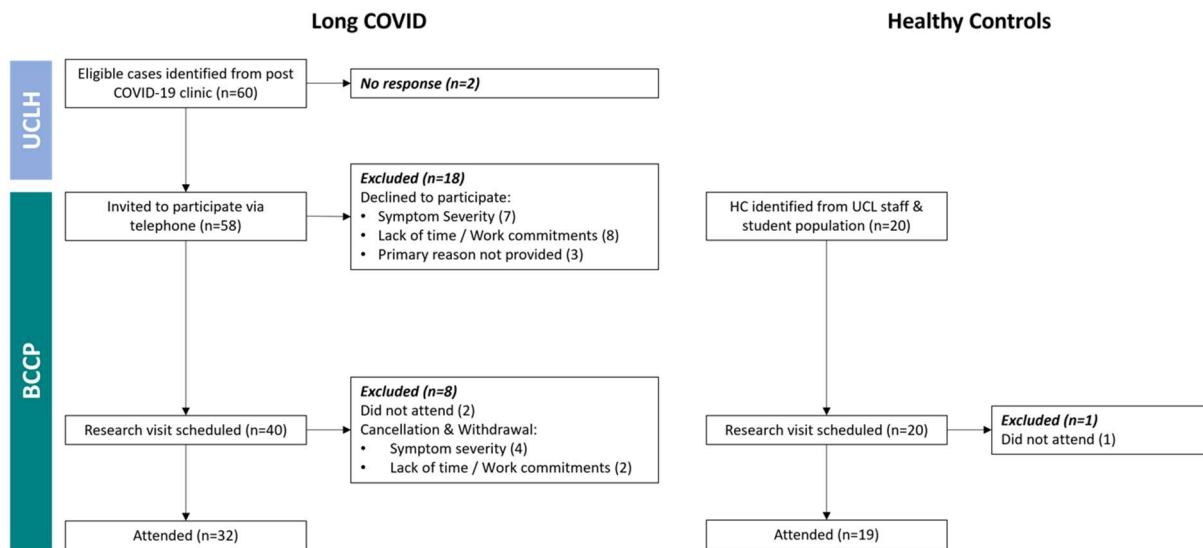 Long COVID
Healthy Controls
UCLH
Eligible cases identified from post
COVID-19 clinic (n=60)
No response (n=2)
BCCP
Invited to participate via
telephone (n=58)
Excluded (n=18)
Declined to participate:
• Symptom Severity (7)
• Lack of time / Work commitments (8)
• Primary reason not provided (3)
HC identified from UCL staff &
student population (n=20)
Research visit scheduled (n=40)
Excluded (n=8)
Did not attend (2)
Cancellation & Withdrawal:
• Symptom severity (4)
• Lack of time / Work commitments (2)
Research visit scheduled (n=20)
Excluded (n=1)
Did not attend (1)
Attended (n=32)
Attended (n=19)